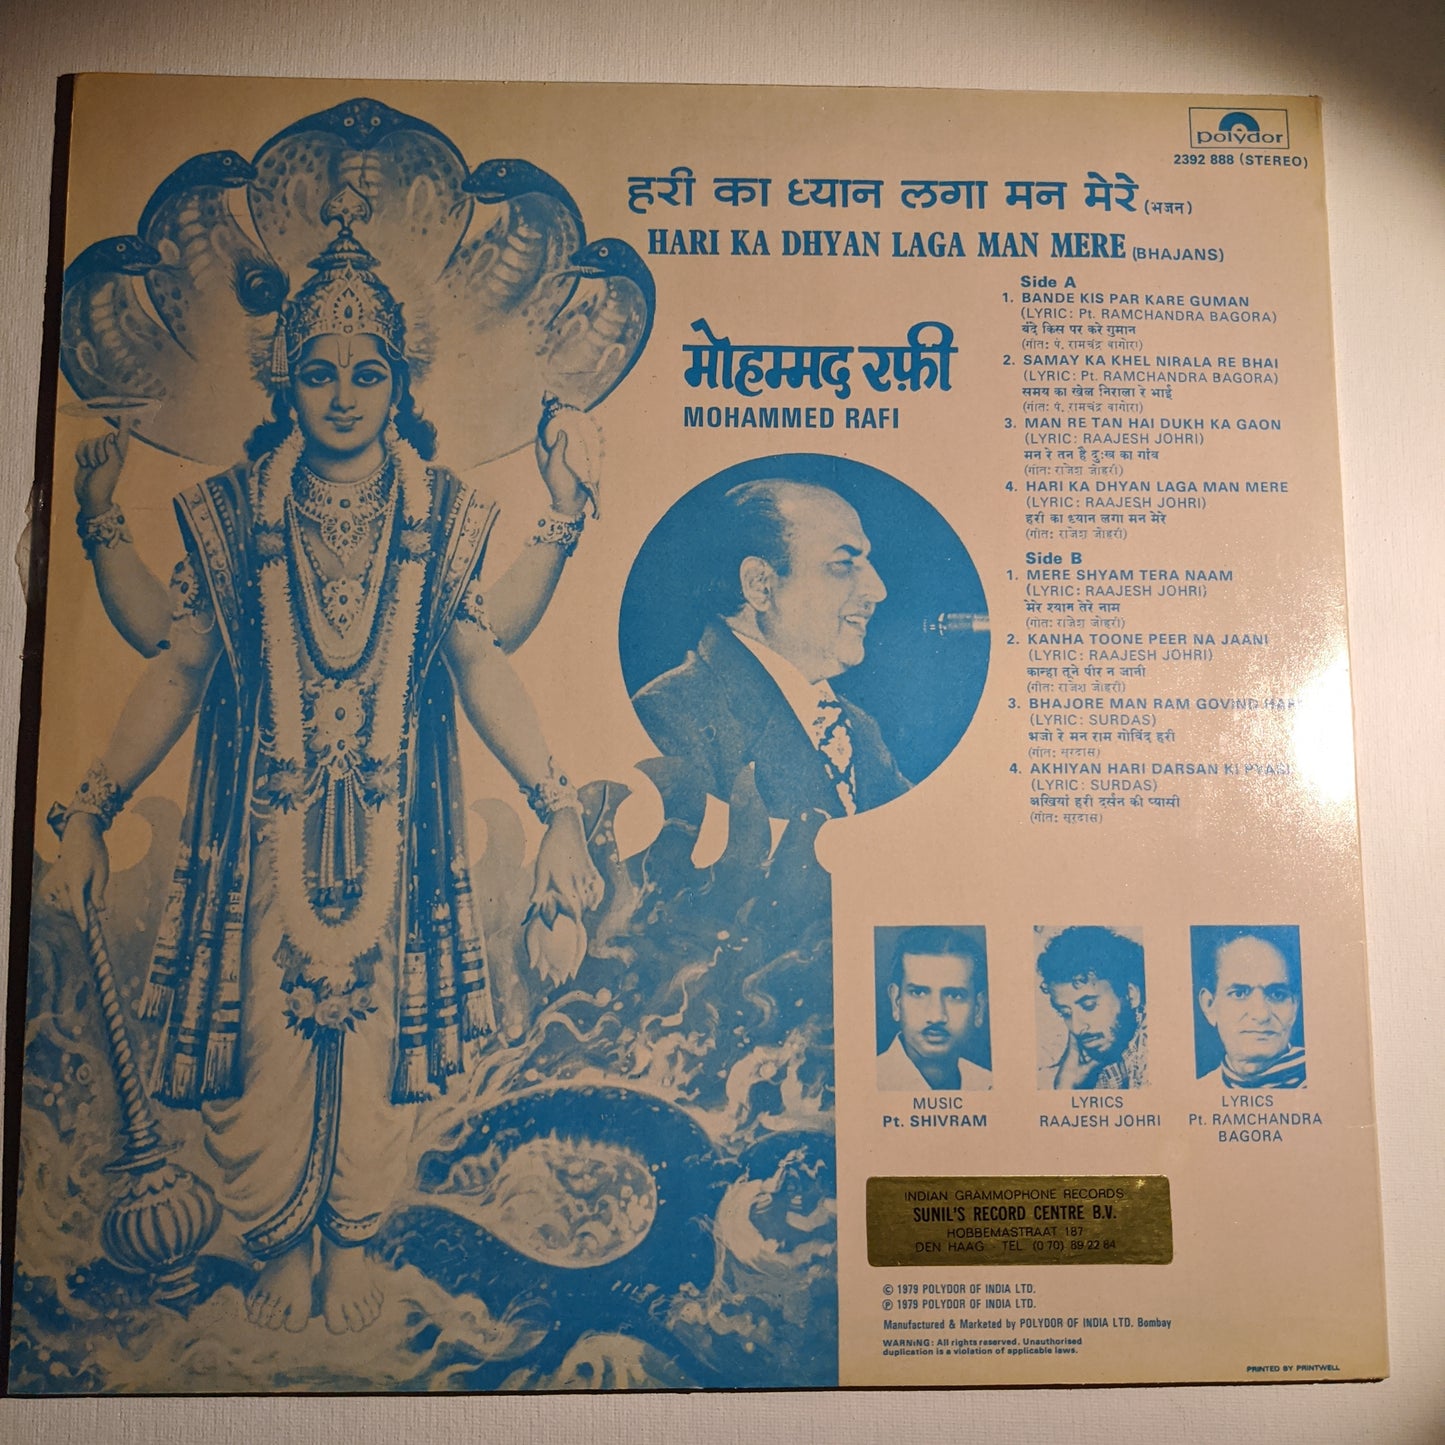 polydor
2392 888 (STEREO)
हरी का ध्यान लगा मन मेरे (भजन)
HARI KA DHYAN LAGA MAN MERE (BHAJANS)
मोहम्मद रफ़ी
MOHAMMED RAFI
Side A
1. BANDE KIS PAR KARE GUMAN
(LYRIC: Pt. RAMCHANDRA BAGORA)
बंदे किस पर करे गुमान
(गीत: पं. रामचंद्र बागोरा)
2. SAMAY KA KHEL NIRALA RE BHAI
(LYRIC: Pt. RAMCHANDRA BAGORA)
समय का खेल निराला रे भाई
(गीत: पं. रामचंद्र बागोरा)
3. MAN RE TAN HAI DUKH KA GAON
(LYRIC: RAAJESH JOHRI)
मन रे तन है दुःख का गांव
(गीत: राजेश जोहरी)
4. HARI KA DHYAN LAGA MAN MERE
(LYRIC: RAAJESH JOHRI)
हरी का ध्यान लगा मन मेरे
(गीत: राजेश जोहरी)
Side B
1. MERE SHYAM TERA NAAM
(LYRIC: RAAJESH JOHRI)
मेरे श्याम तेरे नाम
(गीत: राजेश जोहरी)
2. KANHA TOONE PEER NA JAANI
(LYRIC: RAAJESH JOHRI)
कान्हा तूने पीर न जानी
(गीत: राजेश जोहरी)
3. BHAJORE MAN RAM GOVIND
(LYRIC: SURDAS)
भजो रे मन राम गोविंद हरी
(गीत: सूरदास)
4. AKHIYAN HARI DARSAN KI
(LYRIC: SURDAS)
अखियां हरी दर्सन की प्यासी
(गीत: सूरदास)
MUSIC
Pt. SHIVRAM
LYRICS
RAAJESH JOHRI
LYRICS
Pt. RAMCHANDRA
BAGORA
INDIAN GRAMMOPHONE RECORDS
SUNIL'S RECORD CENTRE B.V.
HOBBEMASTRAAT 187
DEN HAAG - TEL. (070) 89 22 84
© 1979 POLYDOR OF INDIA LTD.
℗ 1979 POLYDOR OF INDIA LTD.
Manufactured & Marketed by POLYDOR OF INDIA LTD. Bombay
WARNING: All rights reserved. Unauthorised
duplication is a violation of applicable laws.
PRINTED BY PRINTWELL